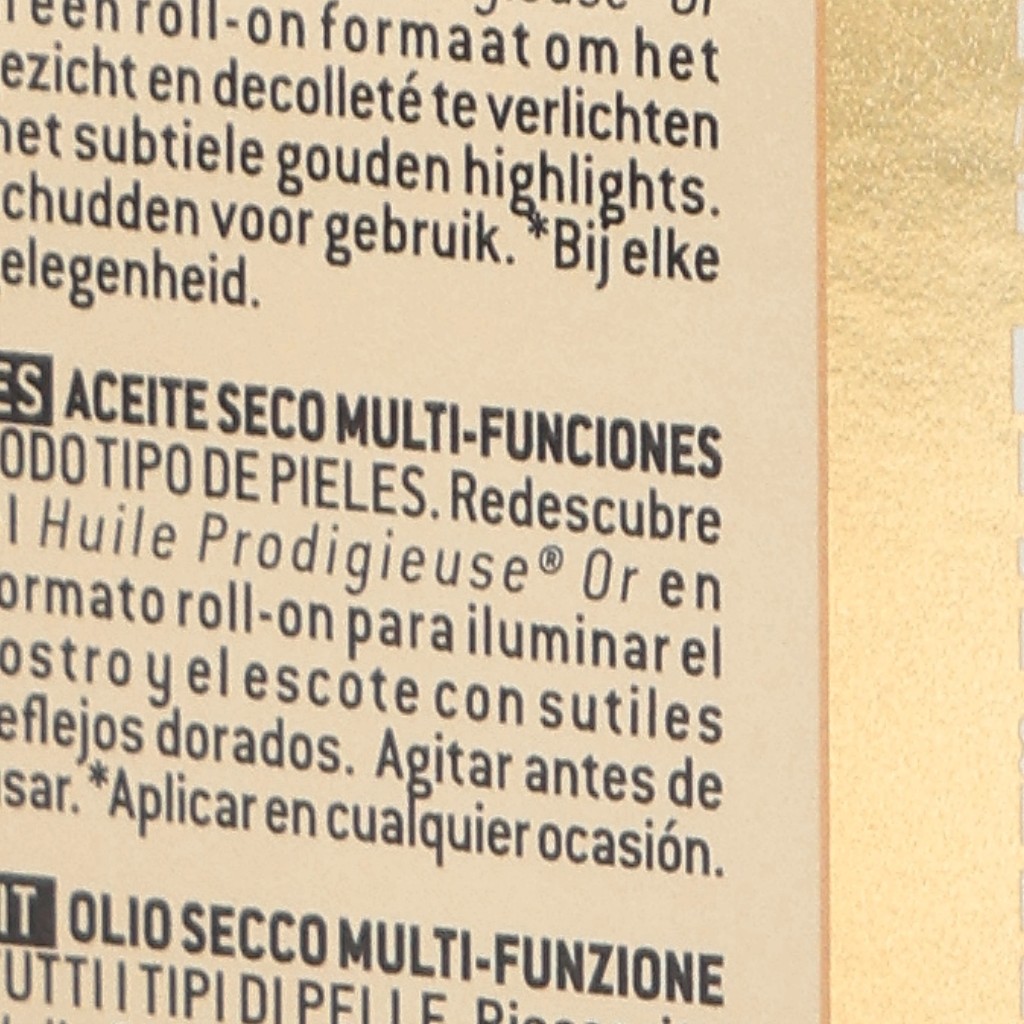 een roll-on formaat om het
ezicht en decolleté te verlichten
et subtiele gouden highlights.
chudden voor gebruik. *Bij elke
elegenheid.
ES ACEITE SECO MULTI-FUNCIONES
ODO TIPO DE PIELES. Redescubre
l Huile Prodigieuse® Or en
ormato roll-on para iluminar el
ostro y el escote con sutiles
eflejos dorados. Agitar antes de
sar. *Aplicar en cualquier ocasión.
IT OLIO SECCO MULTI-FUNZIONE
TUTTI I TIPI DI PELLE.